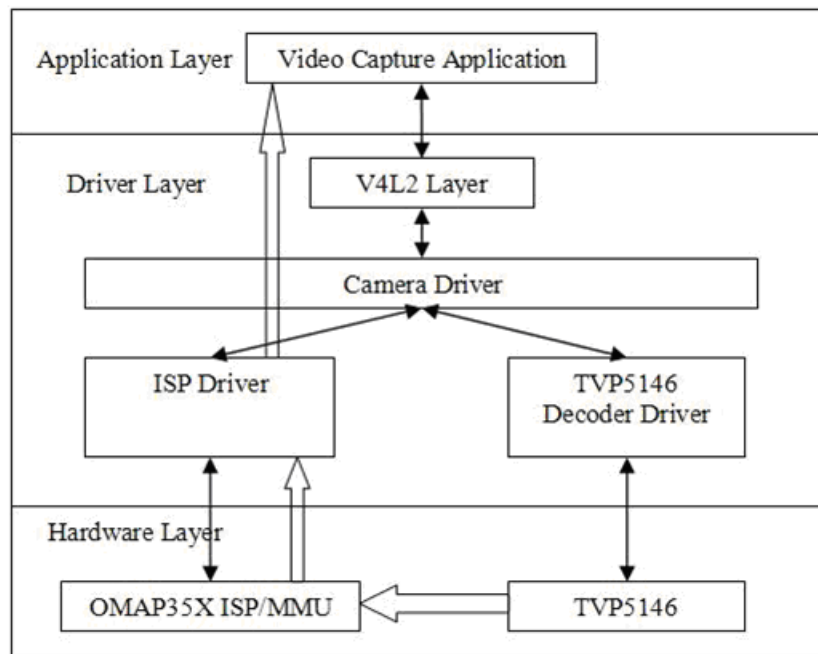 Application Layer
Video Capture Application
Driver Layer
V4L2 Layer
Camera Driver
ISP Driver
TVP5146
Decoder Driver
Hardware Layer
OMAP35X ISP/MMU
TVP5146